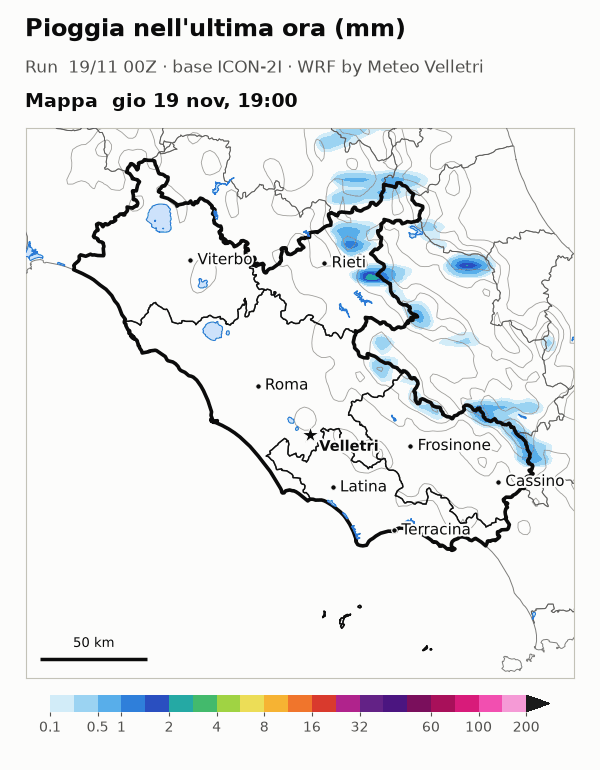 Pioggia nell'ultima ora (mm)
Run  19/11 00Z · base ICON-2I · WRF by Meteo Velletri
Mappa  gio 19 nov, 19:00
Viterbo
Rieti
Roma
Velletri
Frosinone
Latina
Cassino
Terracina
50 km
0.1 0.5 1 2 4 8 16 32 60 100 200